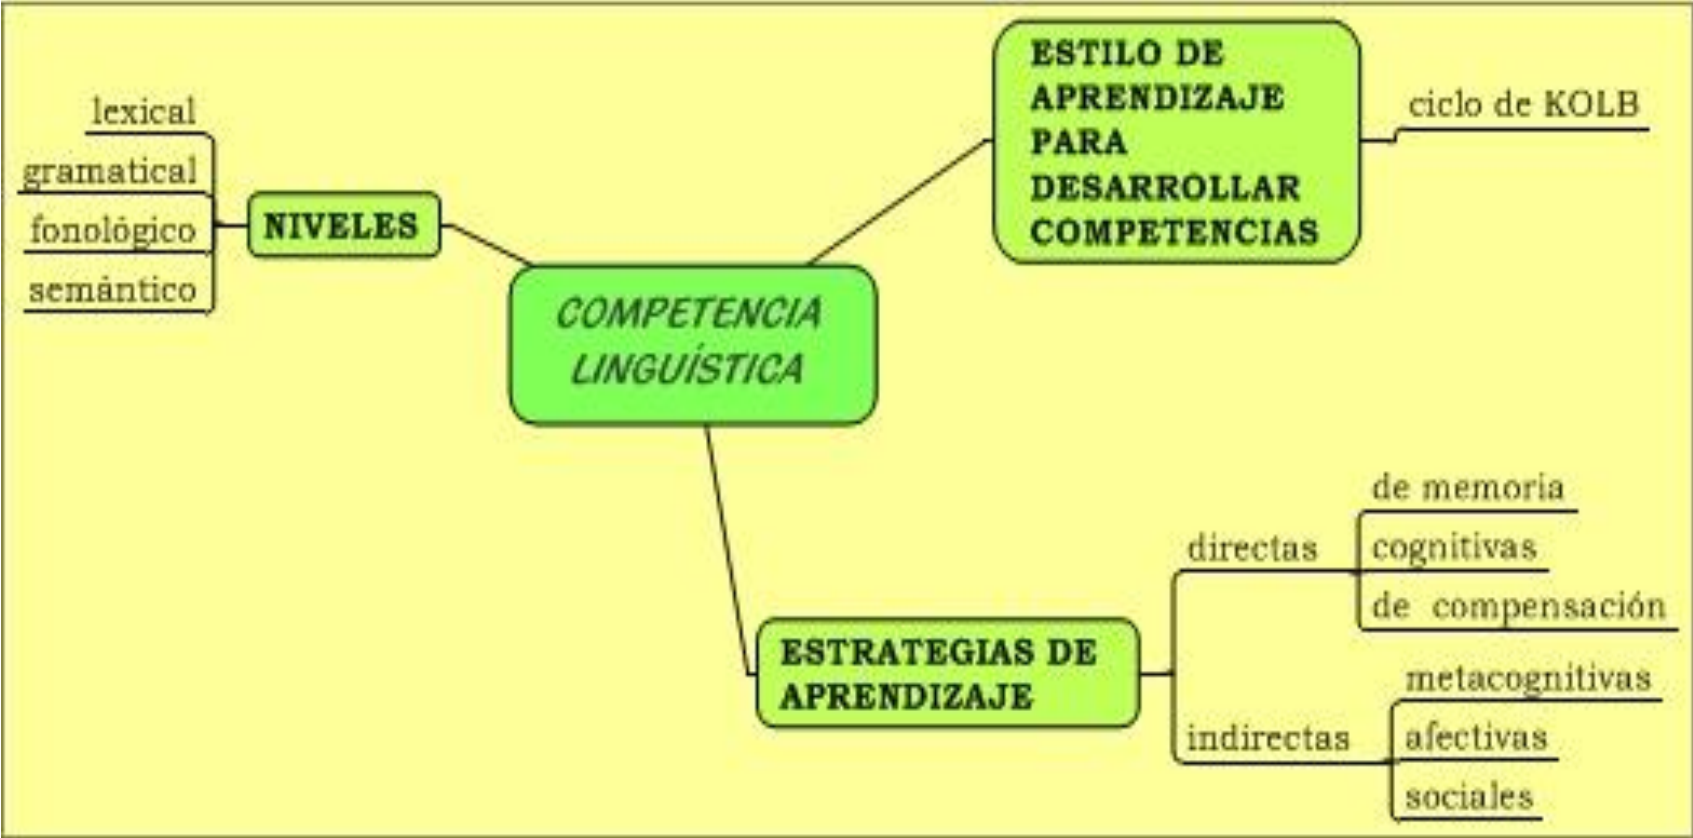 COMPETENCIA
LINGUÍSTICA
NIVELES
lexical
gramatical
fonológico
semántico
ESTILO DE
APRENDIZAJE
PARA
DESARROLLAR
COMPETENCIAS
ciclo de KOLB
ESTRATEGIAS DE
APRENDIZAJE
directas
de memoria
cognitivas
de compensación
indirectas
metacognitivas
afectivas
sociales